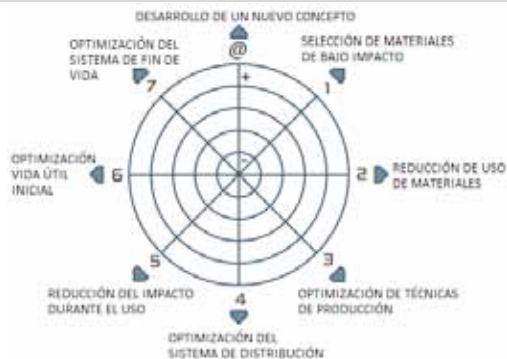 DESARROLLO DE UN NUEVO CONCEPTO
@
+
-
SELECCIÓN DE MATERIALES
DE BAJO IMPACTO
1
2
REDUCCIÓN DE USO
DE MATERIALES
3
OPTIMIZACIÓN DE TÉCNICAS
DE PRODUCCIÓN
4
OPTIMIZACIÓN DEL
SISTEMA DE DISTRIBUCIÓN
5
REDUCCIÓN DEL IMPACTO
DURANTE EL USO
6
OPTIMIZACIÓN
VIDA ÚTIL
INICIAL
7
OPTIMIZACIÓN DEL
SISTEMA DE FIN DE
VIDA